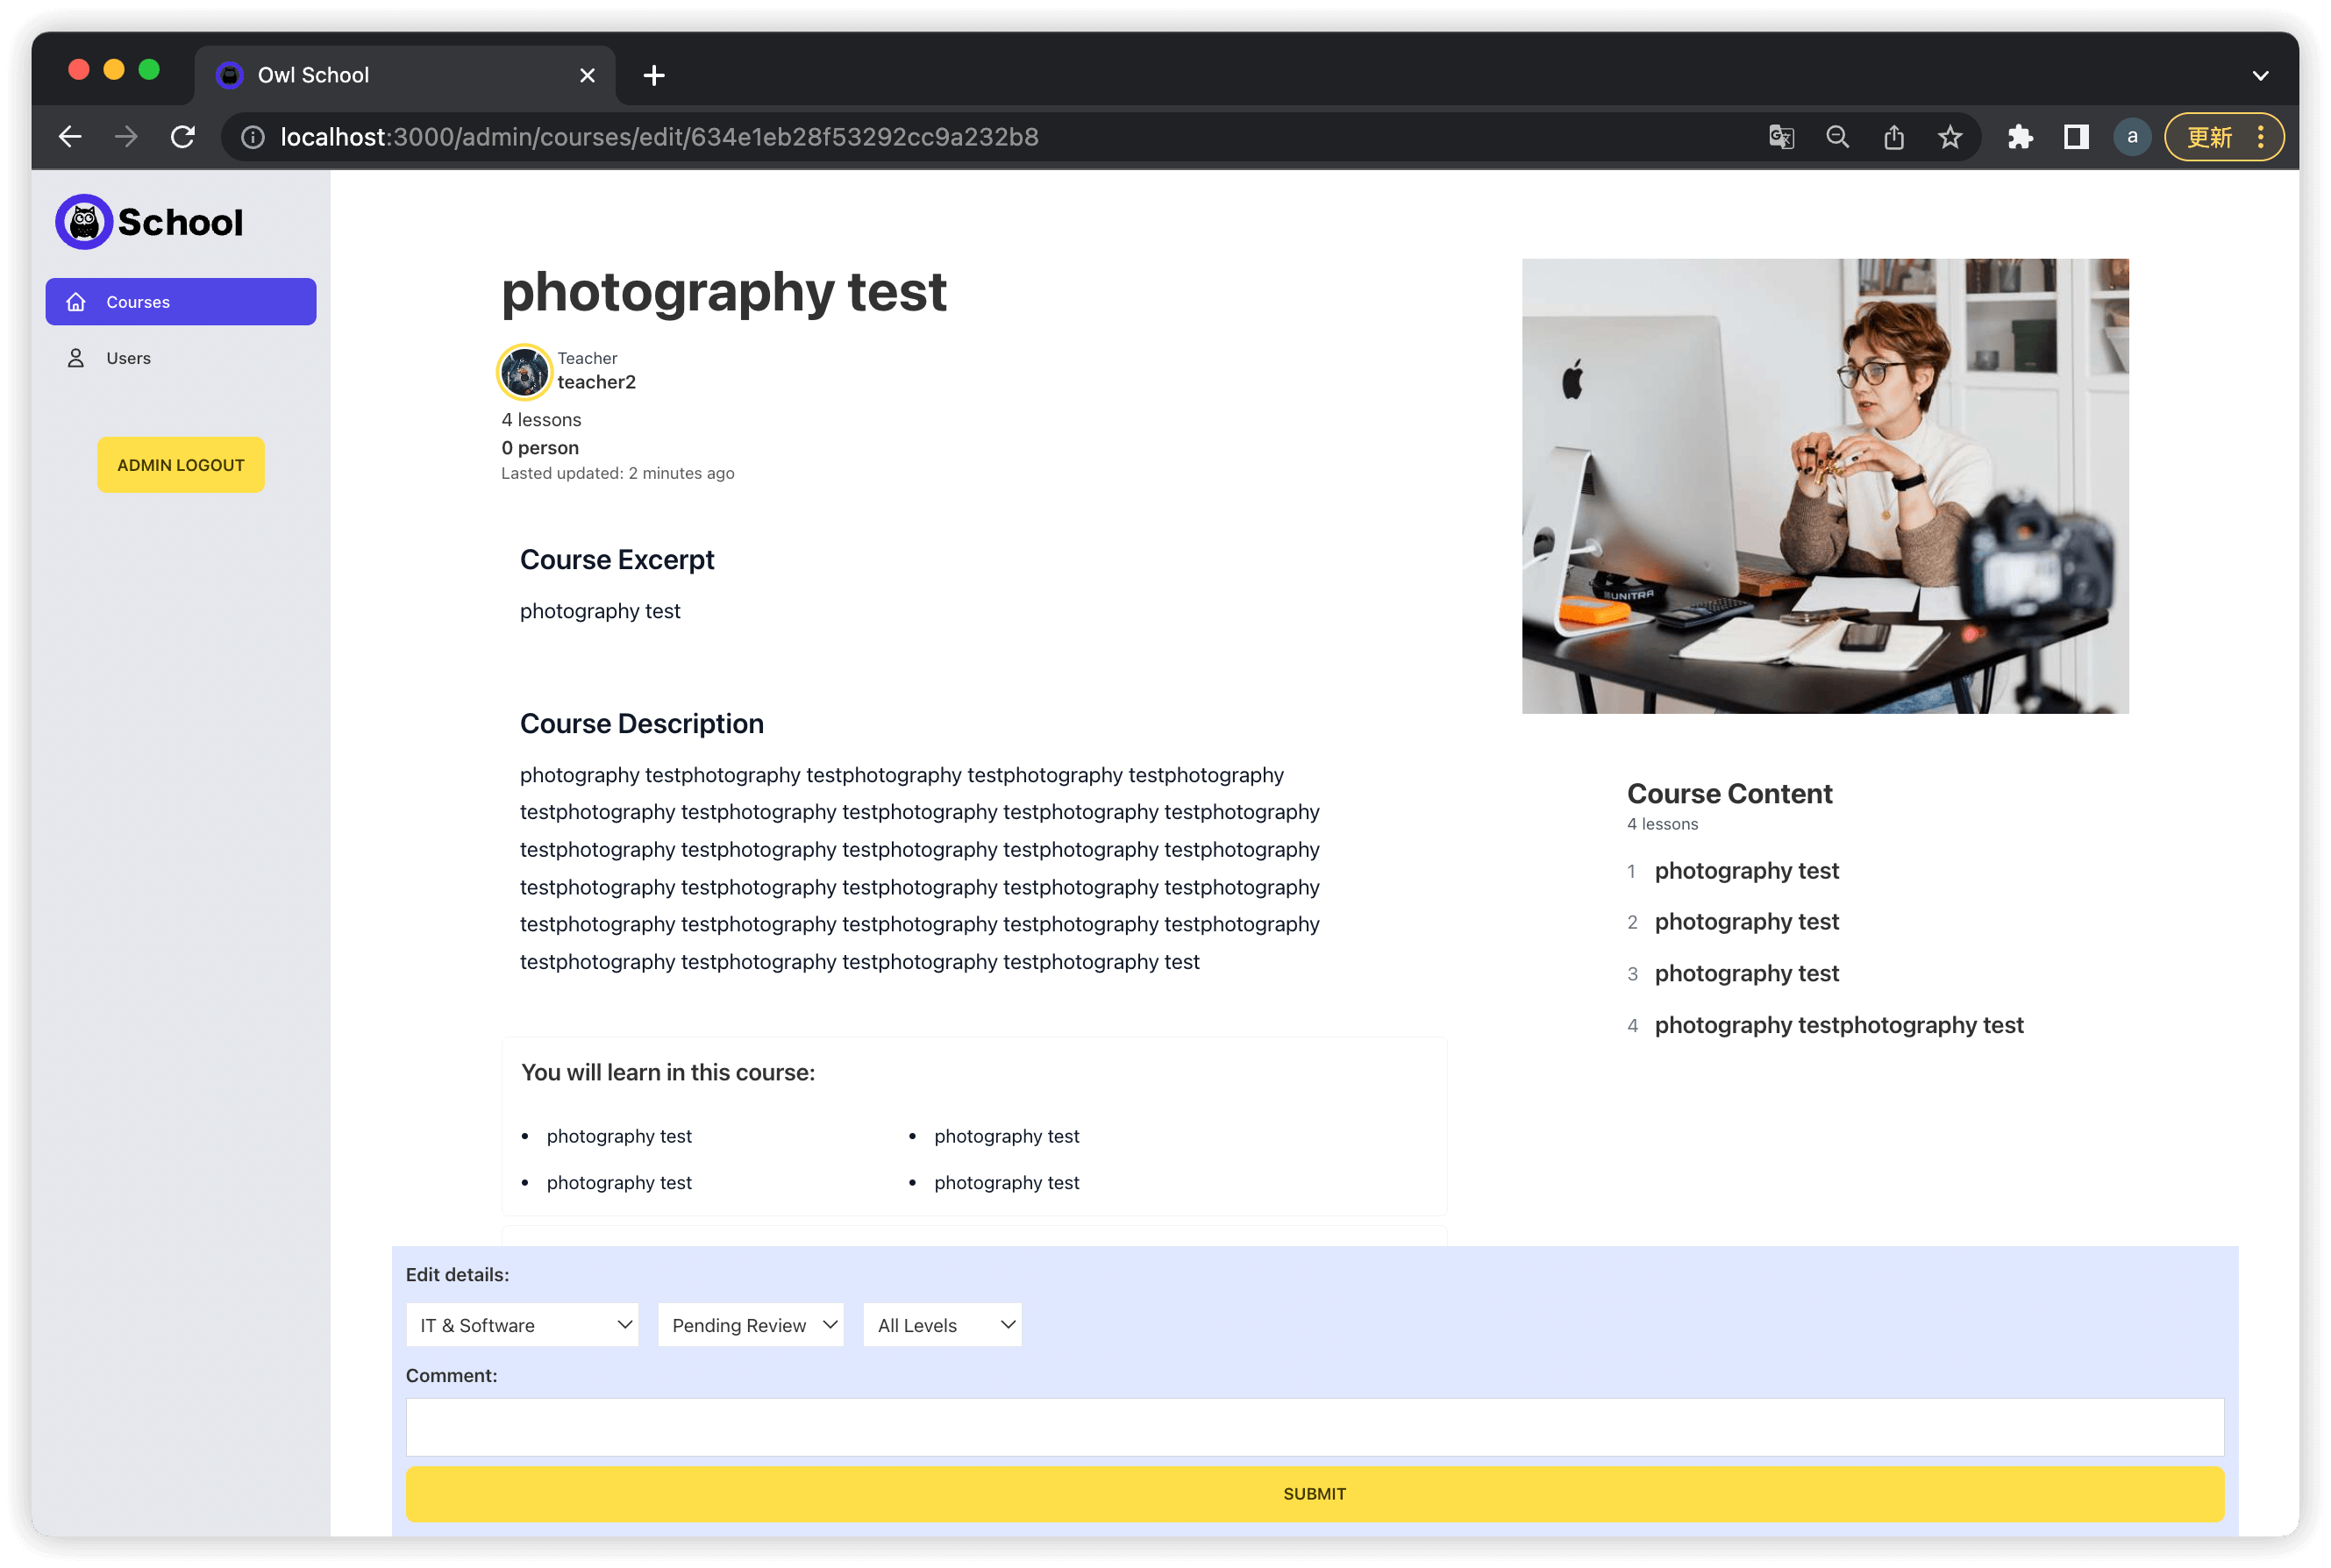 Owl School
localhost:3000/admin/courses/edit/634e1eb28f53292cc9a232b8
a
更新
School
Courses
Users
ADMIN LOGOUT
photography test
Teacher
teacher2
4 lessons
0 person
Lasted updated: 2 minutes ago
Course Excerpt
photography test
Course Description
photography testphotography testphotography testphotography testphotography
testphotography testphotography testphotography testphotography testphotography
testphotography testphotography testphotography testphotography testphotography
testphotography testphotography testphotography testphotography testphotography
testphotography testphotography testphotography testphotography testphotography
testphotography testphotography testphotography testphotography test
You will learn in this course:
• photography test
• photography test
• photography test
• photography test
UNITRA
Course Content
4 lessons
1 photography test
2 photography test
3 photography test
4 photography testphotography test
Edit details:
IT & Software
Pending Review
All Levels
Comment:
SUBMIT